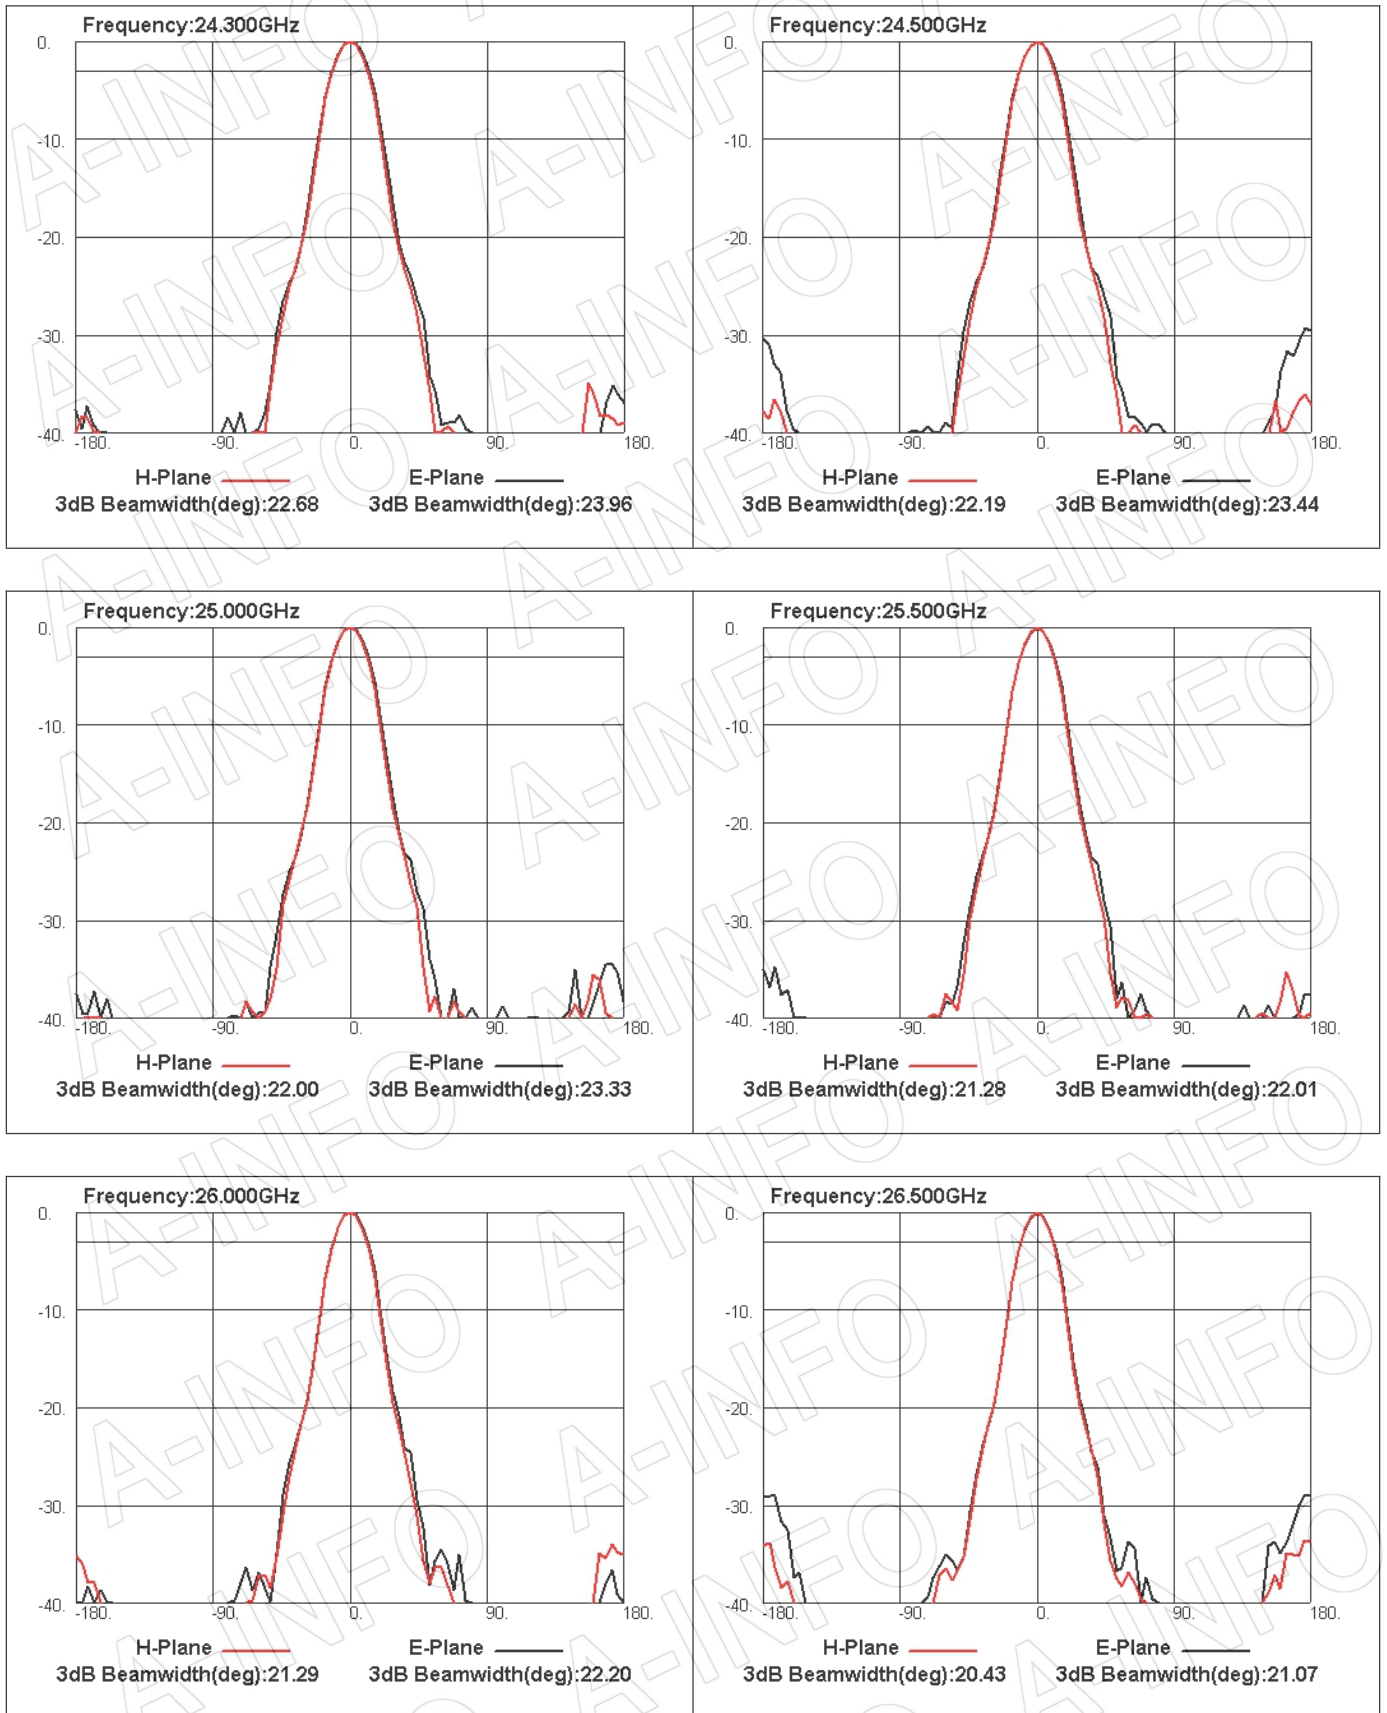 Frequency:24.300GHz
0.
-10.
-20.
-30.
-40.
-180. -90. 0. 90. 180.
H-Plane E-Plane
3dB Beamwidth(deg):22.68 3dB Beamwidth(deg):23.96
Frequency:24.500GHz
0.
-10.
-20.
-30.
-40.
-180. -90. 0. 90. 180.
H-Plane E-Plane
3dB Beamwidth(deg):22.19 3dB Beamwidth(deg):23.44
Frequency:25.000GHz
0.
-10.
-20.
-30.
-40.
-180. -90. 0. 90. 180.
H-Plane E-Plane
3dB Beamwidth(deg):22.00 3dB Beamwidth(deg):23.33
Frequency:25.500GHz
0.
-10.
-20.
-30.
-40.
-180. -90. 0. 90. 180.
H-Plane E-Plane
3dB Beamwidth(deg):21.28 3dB Beamwidth(deg):22.01
Frequency:26.000GHz
0.
-10.
-20.
-30.
-40.
-180. -90. 0. 90. 180.
H-Plane E-Plane
3dB Beamwidth(deg):21.29 3dB Beamwidth(deg):22.20
Frequency:26.500GHz
0.
-10.
-20.
-30.
-40.
-180. -90. 0. 90. 180.
H-Plane E-Plane
3dB Beamwidth(deg):20.43 3dB Beamwidth(deg):21.07
A-INFO